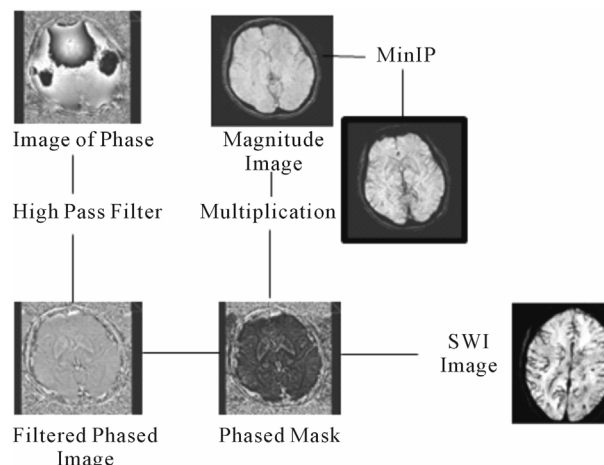 MinIP
Image of Phase
Magnitude
Image
High Pass Filter
Multiplication
SWI
Image
Filtered Phased
Image
Phased Mask